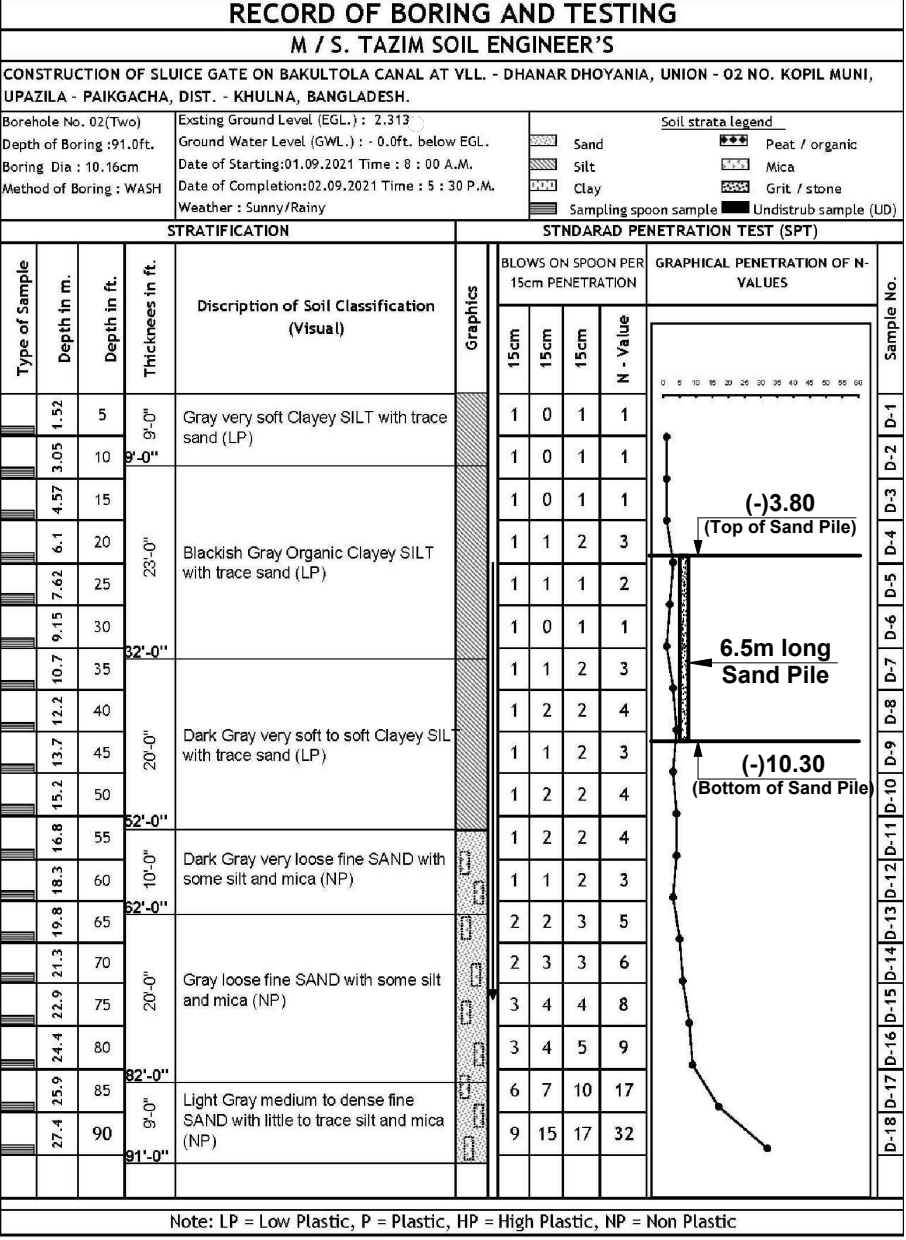 RECORD OF BORING AND TESTING
M / S. TAZIM SOIL ENGINEER'S
CONSTRUCTION OF SLUICE GATE ON BAKULTOLA CANAL AT VLL. - DHANAR DHOYANIA, UNION - 02 NO. KOPIL MUNI,
UPAZILA - PAIKGACHA, DIST. - KHULNA, BANGLADESH.
Borehole No. 02(Two)
Depth of Boring :91.0ft.
Boring Dia : 10.16cm
Method of Boring : WASH
Exsting Ground Level (EGL.) : 2.313
Ground Water Level (GWL.) : - 0.0ft. below EGL.
Date of Starting:01.09.2021 Time : 8 : 00 A.M.
Date of Completion:02.09.2021 Time : 5 : 30 P.M.
Weather : Sunny/Rainy
Soil strata legend
Sand Peat / organic
Silt Mica
Clay Grit / stone
Sampling spoon sample Undistrub sample (UD)
STRATIFICATION STNDARAD PENETRATION TEST (SPT)
Type of Sample
Depth in m.
Depth in ft.
Thicknees in ft.
Discription of Soil Classification
(Visual)
Graphics
BLOWS ON SPOON PER
15cm PENETRATION
15cm 15cm 15cm N - Value
GRAPHICAL PENETRATION OF N-
VALUES
0 5 10 15 20 25 30 35 40 45 50 55 60
Sample No.
1.52 5 1 0 1 1 D-1
9'-0"
Gray very soft Clayey SILT with trace
sand (LP)
3.05 10 1 0 1 1 D-2
9'-0"
4.57 15 1 0 1 1 D-3
6.1 20 1 1 2 3 D-4
23'-0"
Blackish Gray Organic Clayey SILT
with trace sand (LP)
7.62 25 1 1 1 2 D-5
9.15 30 1 0 1 1 D-6
32'-0"
10.7 35 1 1 2 3 D-7
12.2 40 1 2 2 4 D-8
20'-0"
Dark Gray very soft to soft Clayey SILT
with trace sand (LP)
13.7 45 1 1 2 3 D-9
15.2 50 1 2 2 4 D-10
52'-0"
16.8 55 1 2 2 4 D-11
10'-0"
Dark Gray very loose fine SAND with
some silt and mica (NP)
18.3 60 1 1 2 3 D-12
62'-0"
19.8 65 2 2 3 5 D-13
21.3 70 2 3 3 6 D-14
20'-0"
Gray loose fine SAND with some silt
and mica (NP)
22.9 75 3 4 4 8 D-15
24.4 80 3 4 5 9 D-16
82'-0"
25.9 85 6 7 10 17 D-17
9'-0"
Light Gray medium to dense fine
SAND with little to trace silt and mica
(NP)
27.4 90 9 15 17 32 D-18
91'-0"
(-)3.80
(Top of Sand Pile)
6.5m long
Sand Pile
(-)10.30
(Bottom of Sand Pile)
Note: LP = Low Plastic, P = Plastic, HP = High Plastic, NP = Non Plastic